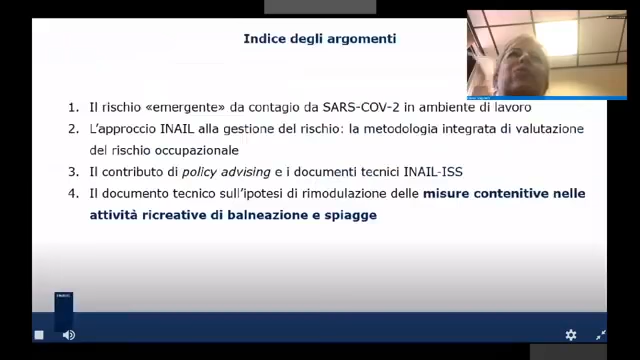 Indice degli argomenti
1. Il rischio «emergente» da contagio da SARS-COV-2 in ambiente di lavoro
2. L’approccio INAIL alla gestione del rischio: la metodologia integrata di valutazione
del rischio occupazionale
3. Il contributo di policy advising e i documenti tecnici INAIL-ISS
4. Il documento tecnico sull’ipotesi di rimodulazione delle misure contenitive nelle
attività ricreative di balneazione e spiagge